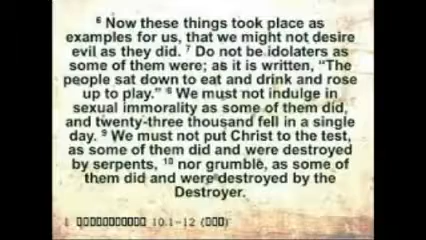 ⁶ Now these things took place as
examples for us, that we might not desire
evil as they did. ⁷ Do not be idolaters as
some of them were; as it is written, “The
people sat down to eat and drink and rose
up to play.” ⁸ We must not indulge in
sexual immorality as some of them did,
and twenty-three thousand fell in a single
day. ⁹ We must not put Christ to the test,
as some of them did and were destroyed
by serpents, ¹⁰ nor grumble, as some of
them did and were destroyed by the
Destroyer.
1 10.1-12